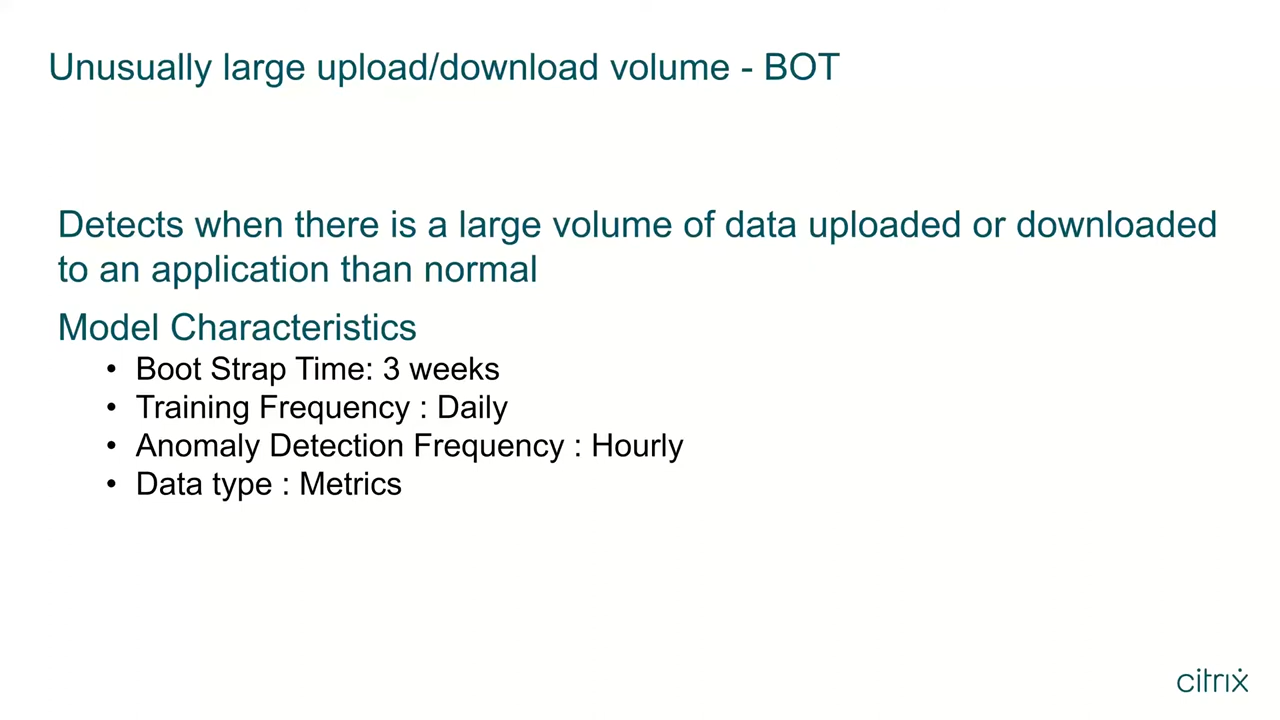 Unusually large upload/download volume - BOT
Detects when there is a large volume of data uploaded or downloaded
to an application than normal
Model Characteristics
• Boot Strap Time: 3 weeks
• Training Frequency : Daily
• Anomaly Detection Frequency : Hourly
• Data type : Metrics
citrix